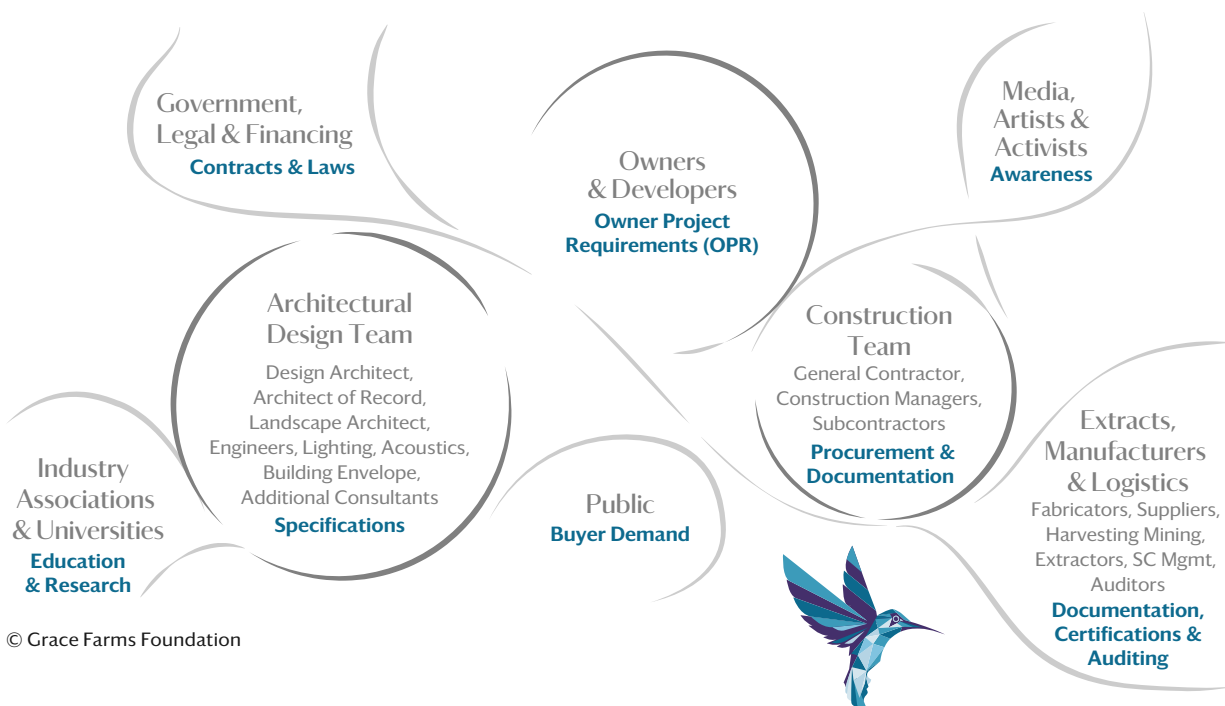 Government,
Legal & Financing
Contracts & Laws
Owners
& Developers
Owner Project
Requirements (OPR)
Media,
Artists &
Activists
Awareness
Architectural
Design Team
Design Architect,
Architect of Record,
Landscape Architect,
Engineers, Lighting, Acoustics,
Building Envelope,
Additional Consultants
Specifications
Construction
Team
General Contractor,
Construction Managers,
Subcontractors
Procurement &
Documentation
Industry
Associations
& Universities
Education
& Research
Public
Buyer Demand
Extracts,
Manufacturers
& Logistics
Fabricators, Suppliers,
Harvesting Mining,
Extractors, SC Mgmt,
Auditors
Documentation,
Certifications &
Auditing
© Grace Farms Foundation